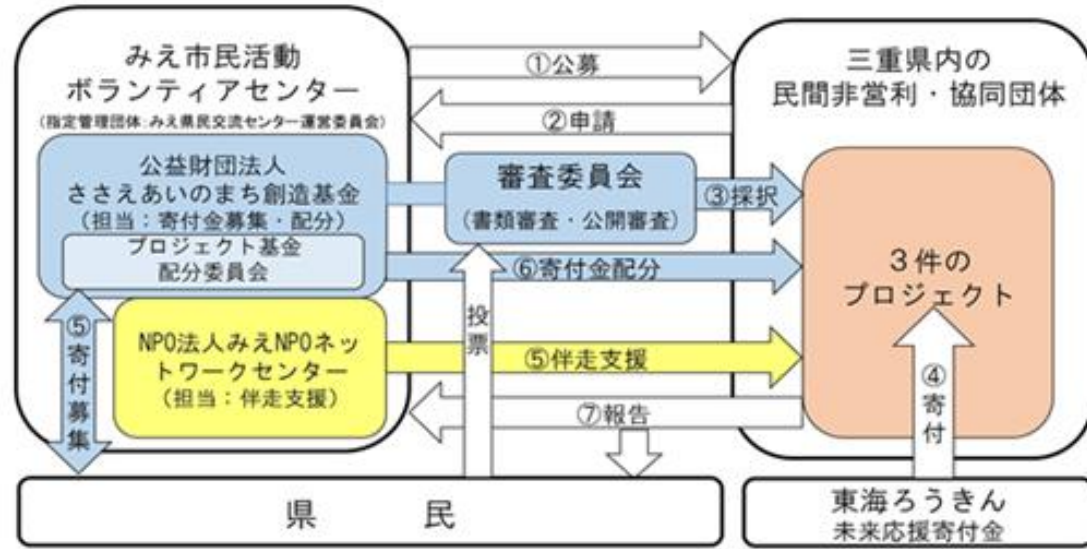 みえ市民活動
ボランティアセンター
(指定管理団体:みえ県民交流センター運営委員会)
公益財団法人
ささえあいのまち創造基金
(担当：寄付金募集・配分)
プロジェクト基金
配分委員会
NPO法人みえNPOネッ
トワークセンター
(担当：伴走支援)
⑤寄付募集
①公募
②申請
審査委員会
(書類審査・公開審査)
③採択
⑥寄付金配分
投票
⑤伴走支援
⑦報告
三重県内の
民間非営利・協同団体
３件の
プロジェクト
④寄付
県 民
東海ろうきん
未来応援寄付金